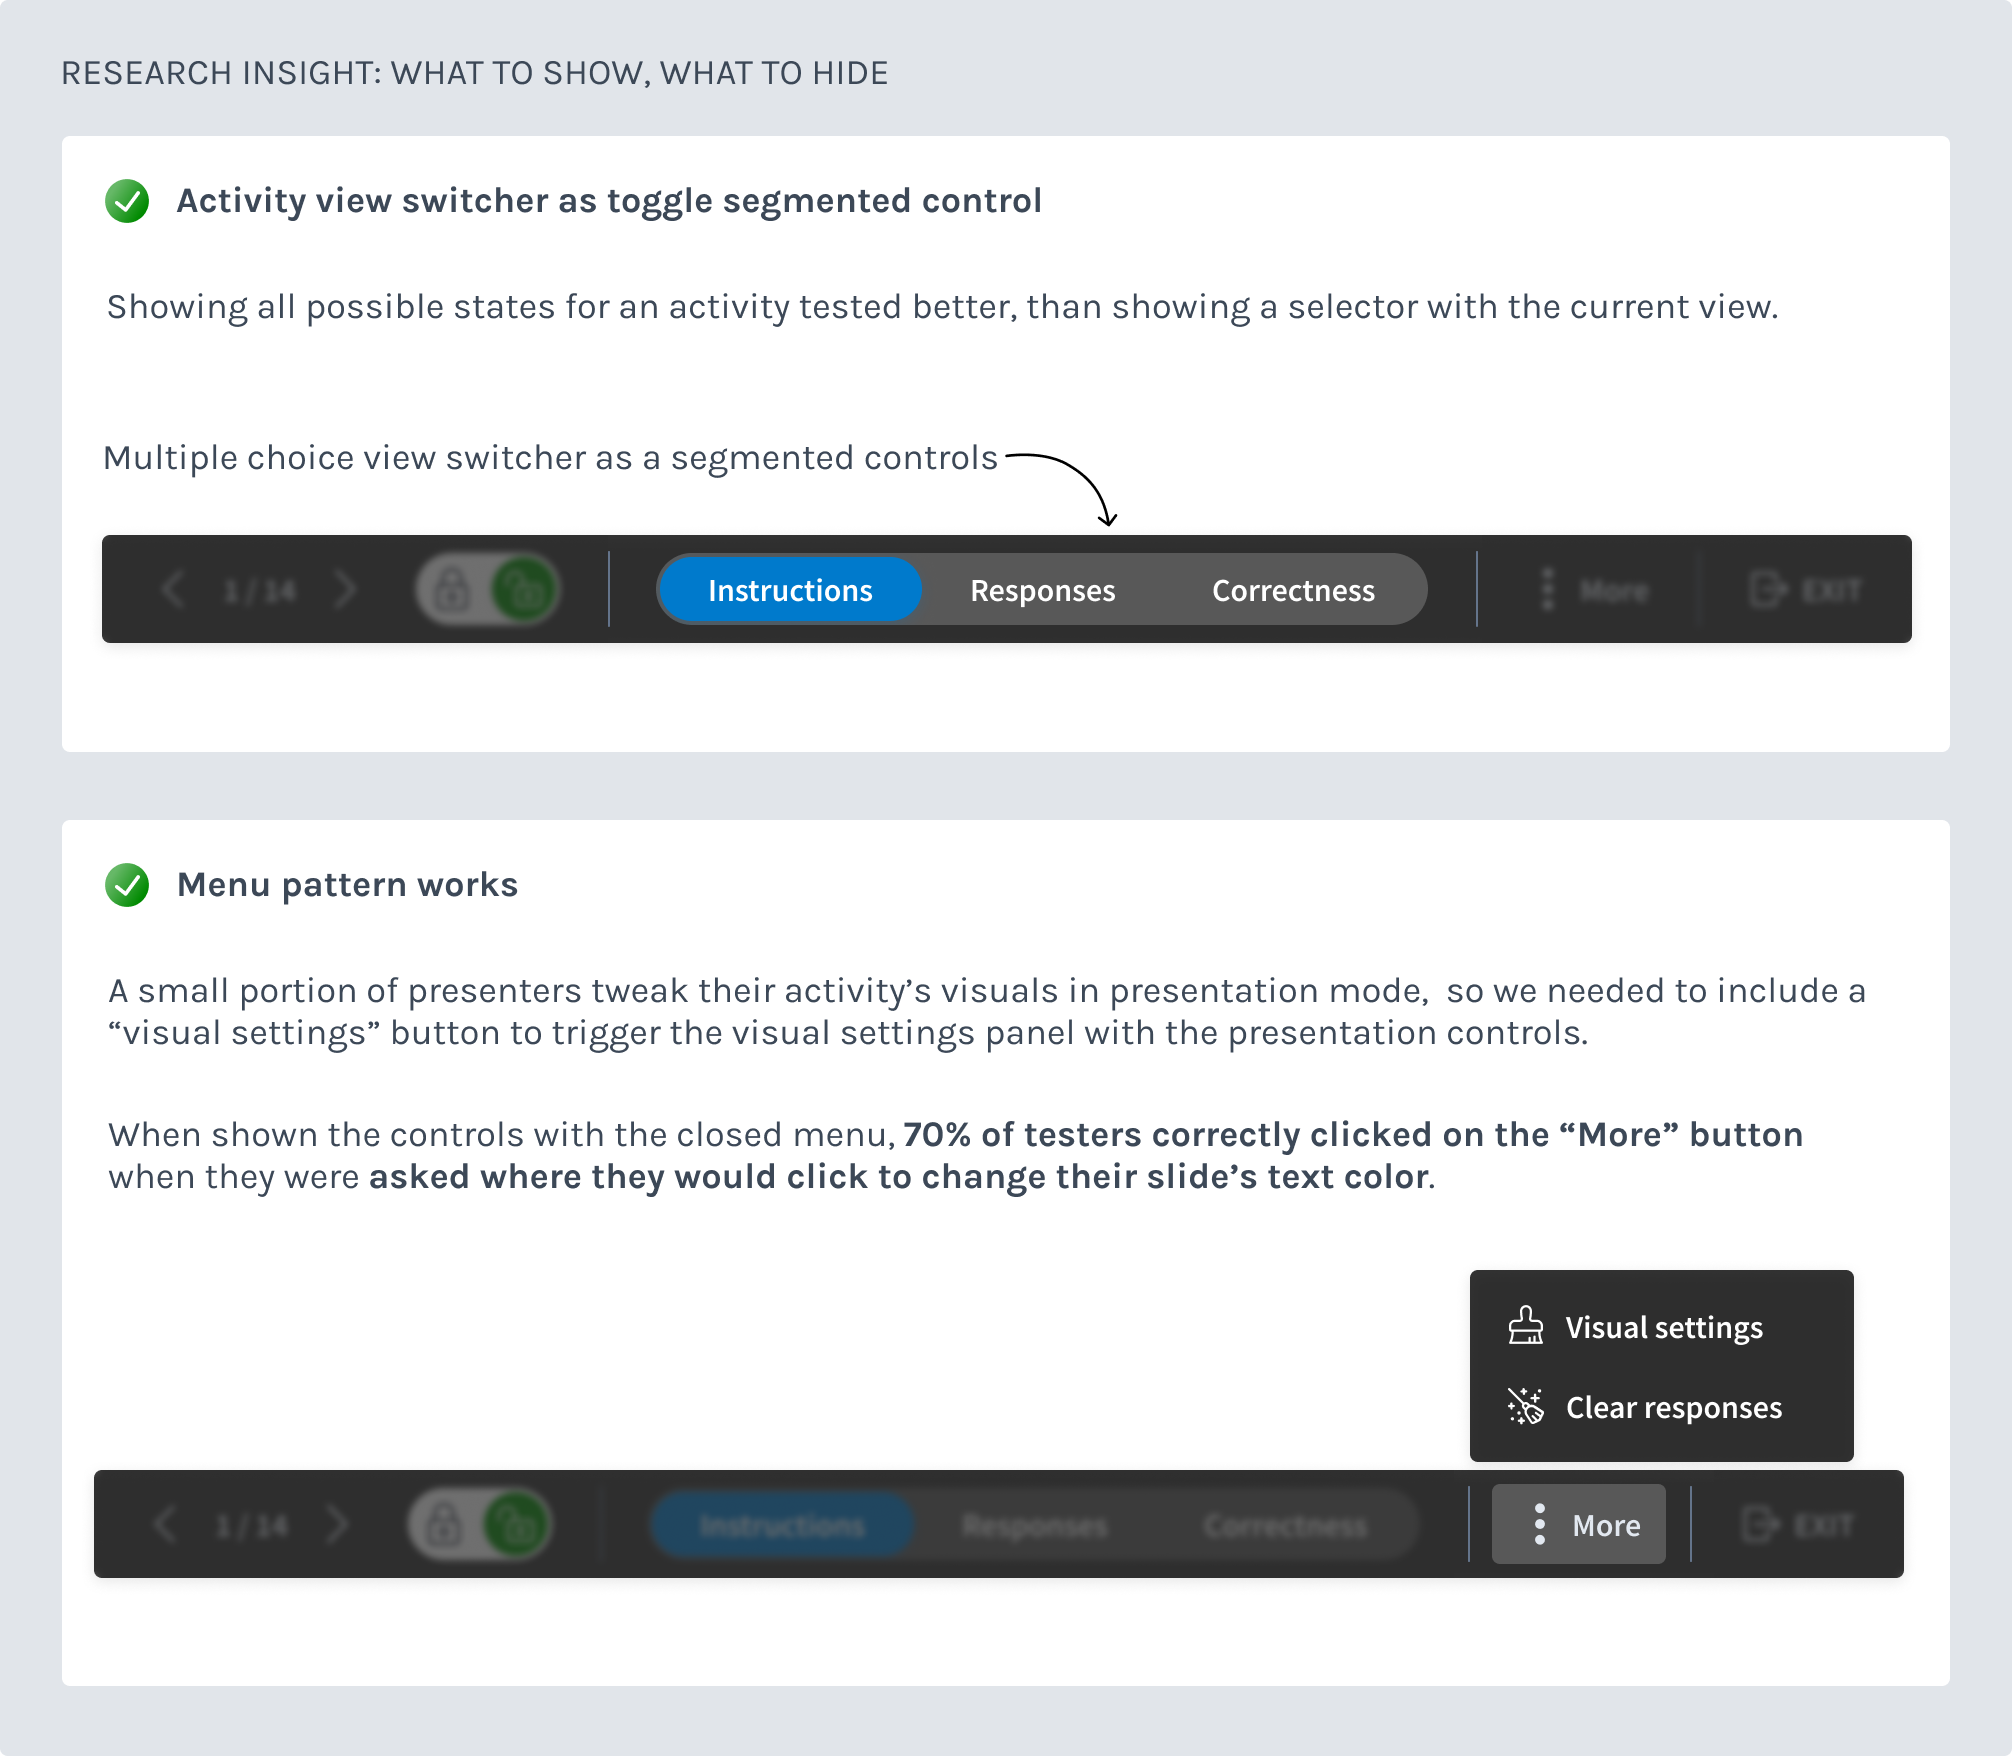 RESEARCH INSIGHT: WHAT TO SHOW, WHAT TO HIDE
Activity view switcher as toggle segmented control
Showing all possible states for an activity tested better, than showing a selector with the current view.
Multiple choice view switcher as a segmented controls
1 / 14
Instructions
Responses
Correctness
More
EXIT
Menu pattern works
A small portion of presenters tweak their activity’s visuals in presentation mode,  so we needed to include a
“visual settings” button to trigger the visual settings panel with the presentation controls.
When shown the controls with the closed menu, 70% of testers correctly clicked on the “More” button
when they were asked where they would click to change their slide’s text color.
Visual settings
Clear responses
1 / 14
Instructions
Responses
Correctness
More
EXIT